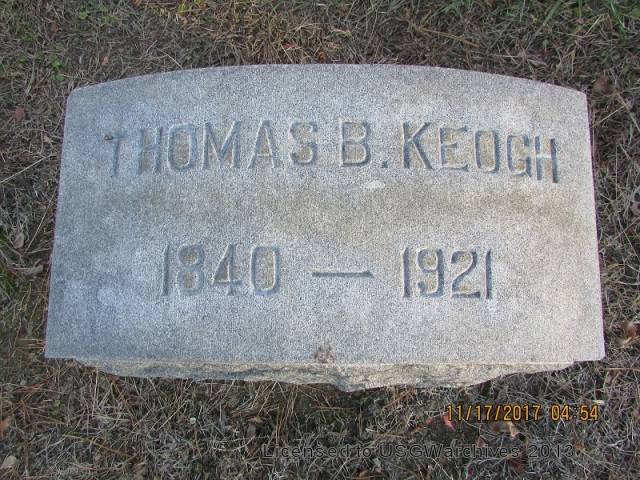 THOMAS B. KEOGH
1840 — 1921
11/17/2017 04:54
Licensed to USGWarchives 2013